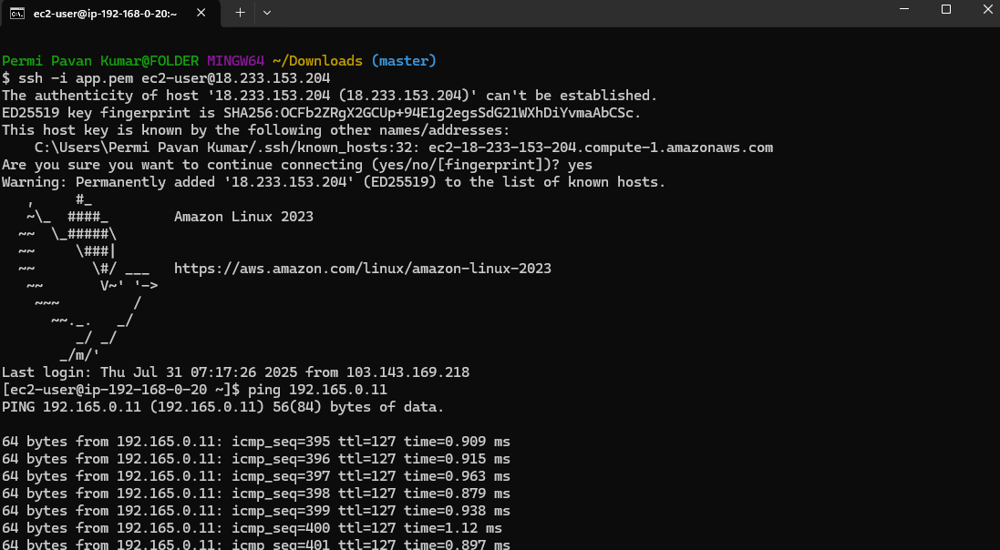 ec2-user@ip-192-168-0-20:~
Permi Pavan Kumar@FOLDER MINGW64 ~/Downloads (master)
$ ssh -i app.pem ec2-user@18.233.153.204
The authenticity of host '18.233.153.204 (18.233.153.204)' can't be established.
ED25519 key fingerprint is SHA256:OCFb2ZRgX2GCUp+94E1g2egsSdG21WXhDiYvmaAbCSc.
This host key is known by the following other names/addresses:
    C:\Users\Permi Pavan Kumar/.ssh/known_hosts:32: ec2-18-233-153-204.compute-1.amazonaws.com
Are you sure you want to continue connecting (yes/no/[fingerprint])? yes
Warning: Permanently added '18.233.153.204' (ED25519) to the list of known hosts.
   ,     #_
   ~\_  ####_        Amazon Linux 2023
  ~~  \_#####\
  ~~     \###|
  ~~       \#/ ___   https://aws.amazon.com/linux/amazon-linux-2023
   ~~       V~' '->
    ~~~         /
      ~~._.   _/
         _/ _/
       _/m/'
Last login: Thu Jul 31 07:17:26 2025 from 103.143.169.218
[ec2-user@ip-192-168-0-20 ~]$ ping 192.165.0.11
PING 192.165.0.11 (192.165.0.11) 56(84) bytes of data.
64 bytes from 192.165.0.11: icmp_seq=395 ttl=127 time=0.909 ms
64 bytes from 192.165.0.11: icmp_seq=396 ttl=127 time=0.915 ms
64 bytes from 192.165.0.11: icmp_seq=397 ttl=127 time=0.963 ms
64 bytes from 192.165.0.11: icmp_seq=398 ttl=127 time=0.879 ms
64 bytes from 192.165.0.11: icmp_seq=399 ttl=127 time=0.938 ms
64 bytes from 192.165.0.11: icmp_seq=400 ttl=127 time=1.12 ms
64 bytes from 192.165.0.11: icmp_seq=401 ttl=127 time=0.897 ms